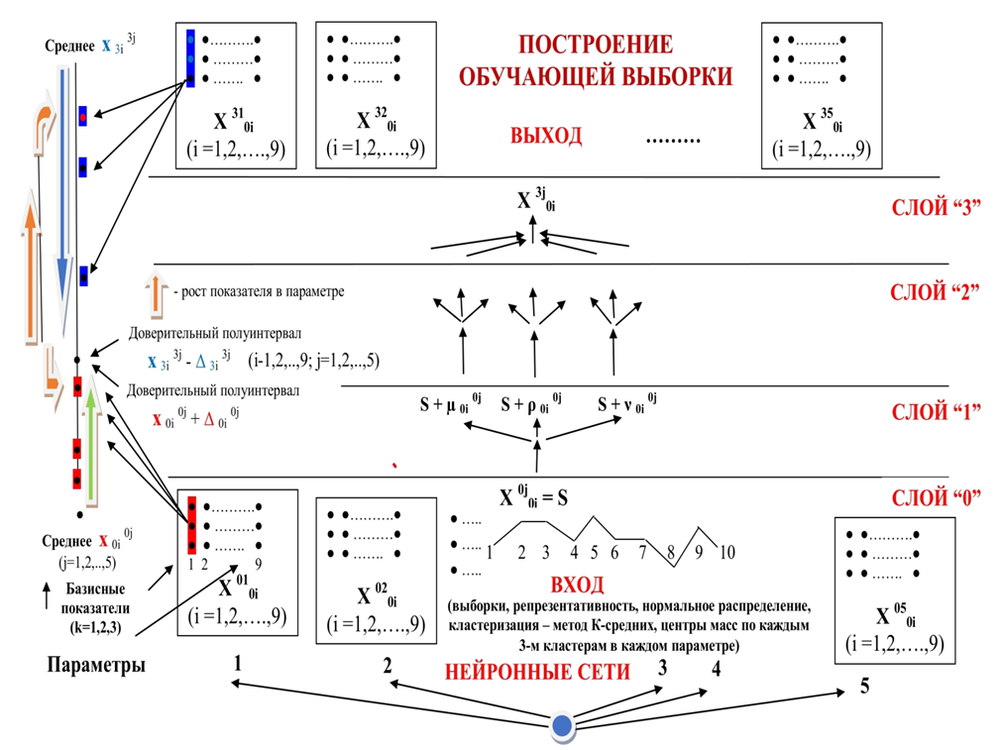 Среднее x 3i 3j
ПОСТРОЕНИЕ
ОБУЧАЮЩЕЙ ВЫБОРКИ
X 31 0i
(i =1,2,….,9)
X 32 0i
(i =1,2,….,9)
ВЫХОД
………
X 35 0i
(i =1,2,….,9)
X 3j 0i
СЛОЙ “3”
- рост показателя в параметре
СЛОЙ “2”
Доверительный полуинтервал
x 3i 3j - Δ 3i 3j (i-1,2,..,9; j=1,2,..,5)
Доверительный полуинтервал
x 0i 0j + Δ 0i 0j
S + μ 0i 0j S + ρ 0i 0j S + ν 0i 0j
СЛОЙ “1”
X 0j 0i = S
СЛОЙ “0”
Среднее x 0i 0j
(j=1,2,..,5)
Базисные
показатели
(k=1,2,3)
1 2 9
X 01 0i
(i =1,2,….,9)
X 02 0i
(i =1,2,….,9)
1 2 3 4 5 6 7 8 9 10
ВХОД
(выборки, репрезентативность, нормальное распределение,
кластеризация – метод К-средних, центры масс по каждым
3-м кластерам в каждом параметре)
X 05 0i
(i =1,2,….,9)
Параметры
1 2 НЕЙРОННЫЕ СЕТИ 3 4 5